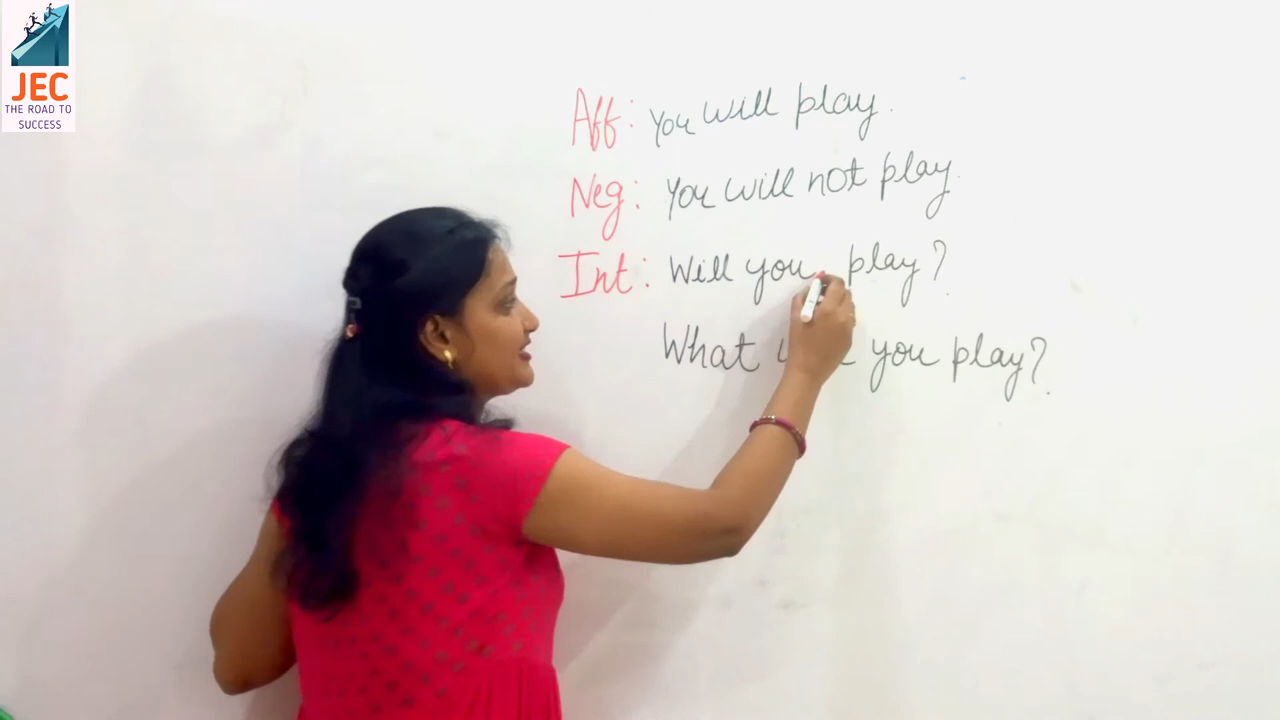 JEC
THE ROAD TO
SUCCESS
Aff: You will play.
Neg: You will not play.
Int: Will you play?
What you play?